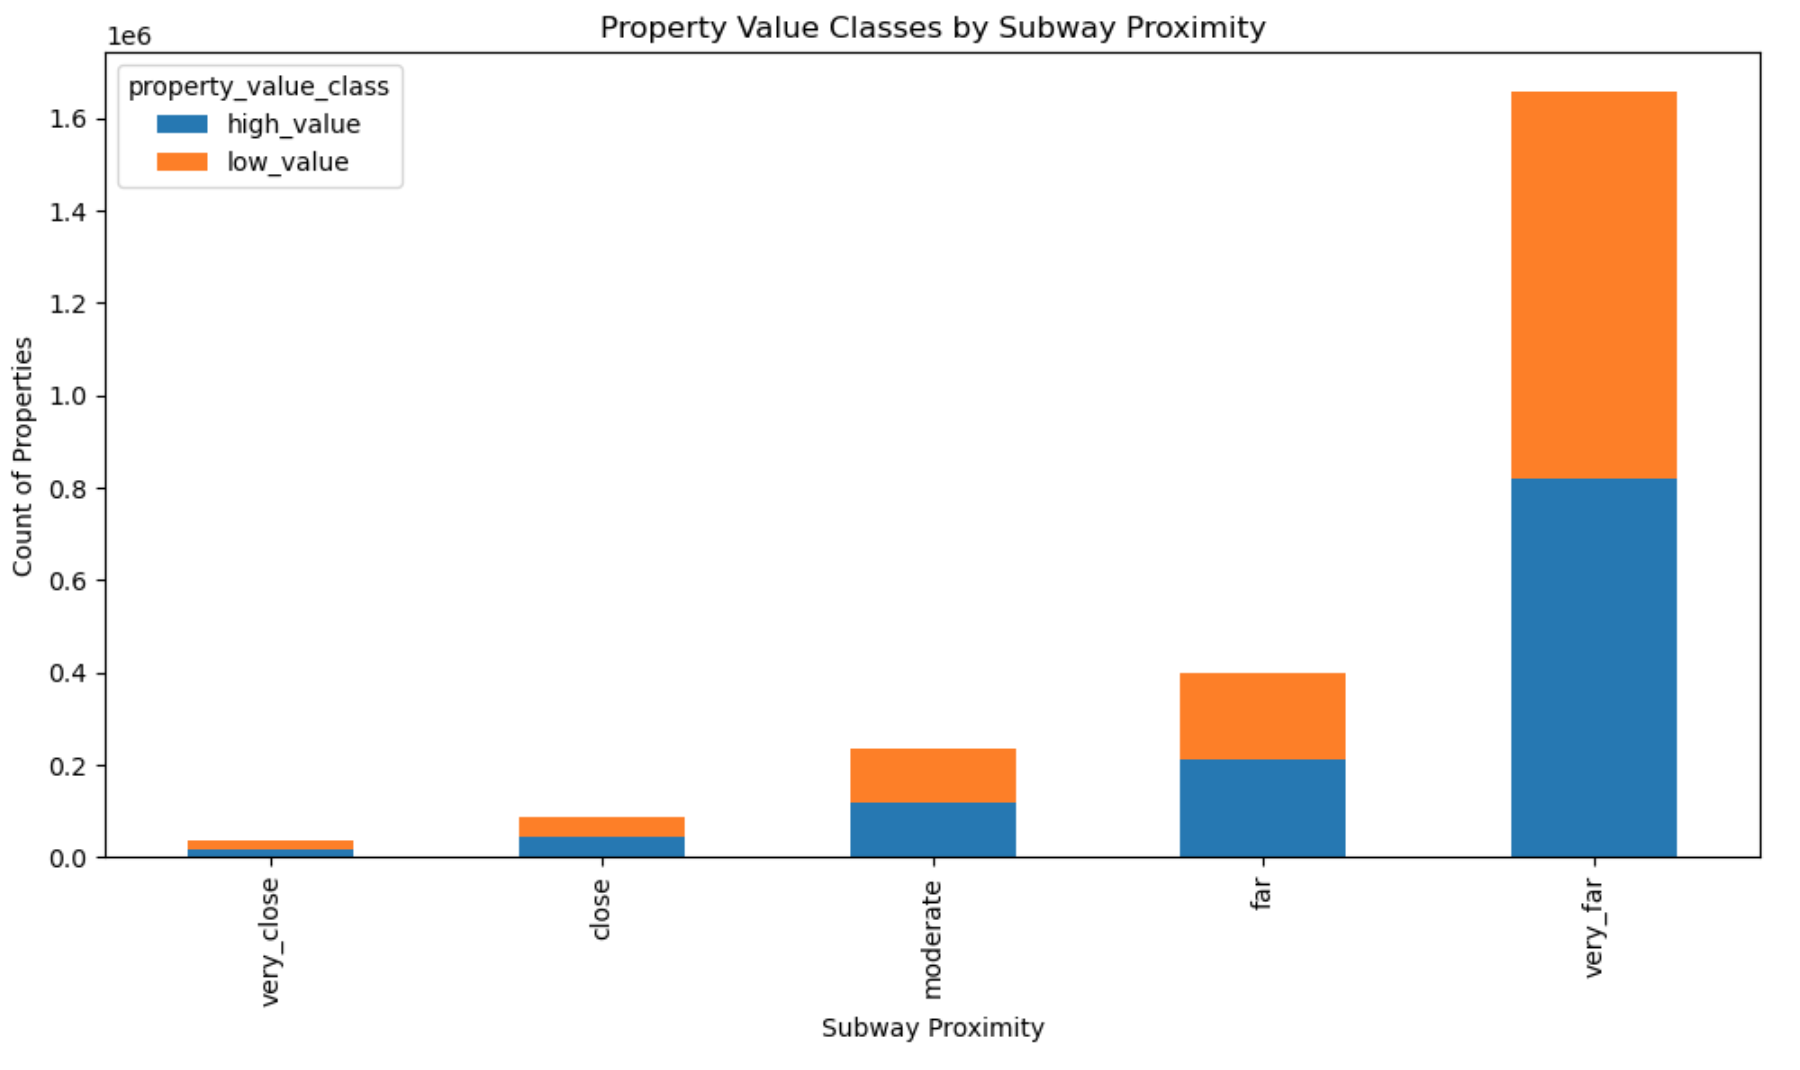 Property Value Classes by Subway Proximity
1e6
property_value_class
high_value
low_value
1.6
1.4
1.2
1.0
0.8
0.6
0.4
0.2
0.0
Count of Properties
very_close
close
moderate
far
very_far
Subway Proximity